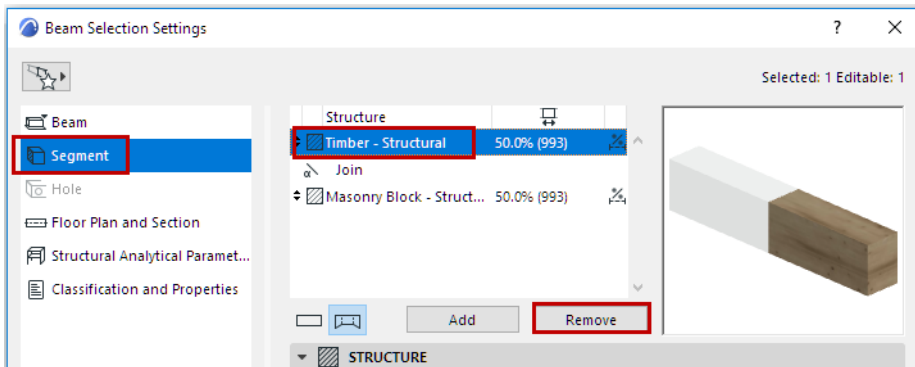 Beam Selection Settings ? ×
Selected: 1 Editable: 1
Beam
Segment
Hole
Floor Plan and Section
Structural Analytical Paramet...
Classification and Properties
Structure
Timber - Structural 50.0% (993)
α Join
Masonry Block - Struct... 50.0% (993)
Add Remove
STRUCTURE